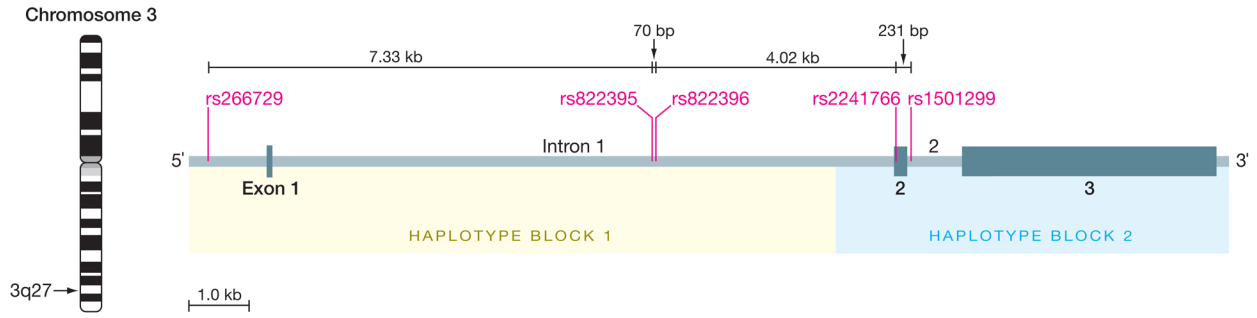 Chromosome 3
70 bp
231 bp
7.33 kb
4.02 kb
rs266729
rs822395
rs822396
rs2241766
rs1501299
5'
Intron 1
2
3'
Exon 1
2
3
HAPLOTYPE BLOCK 1
HAPLOTYPE BLOCK 2
3q27
1.0 kb